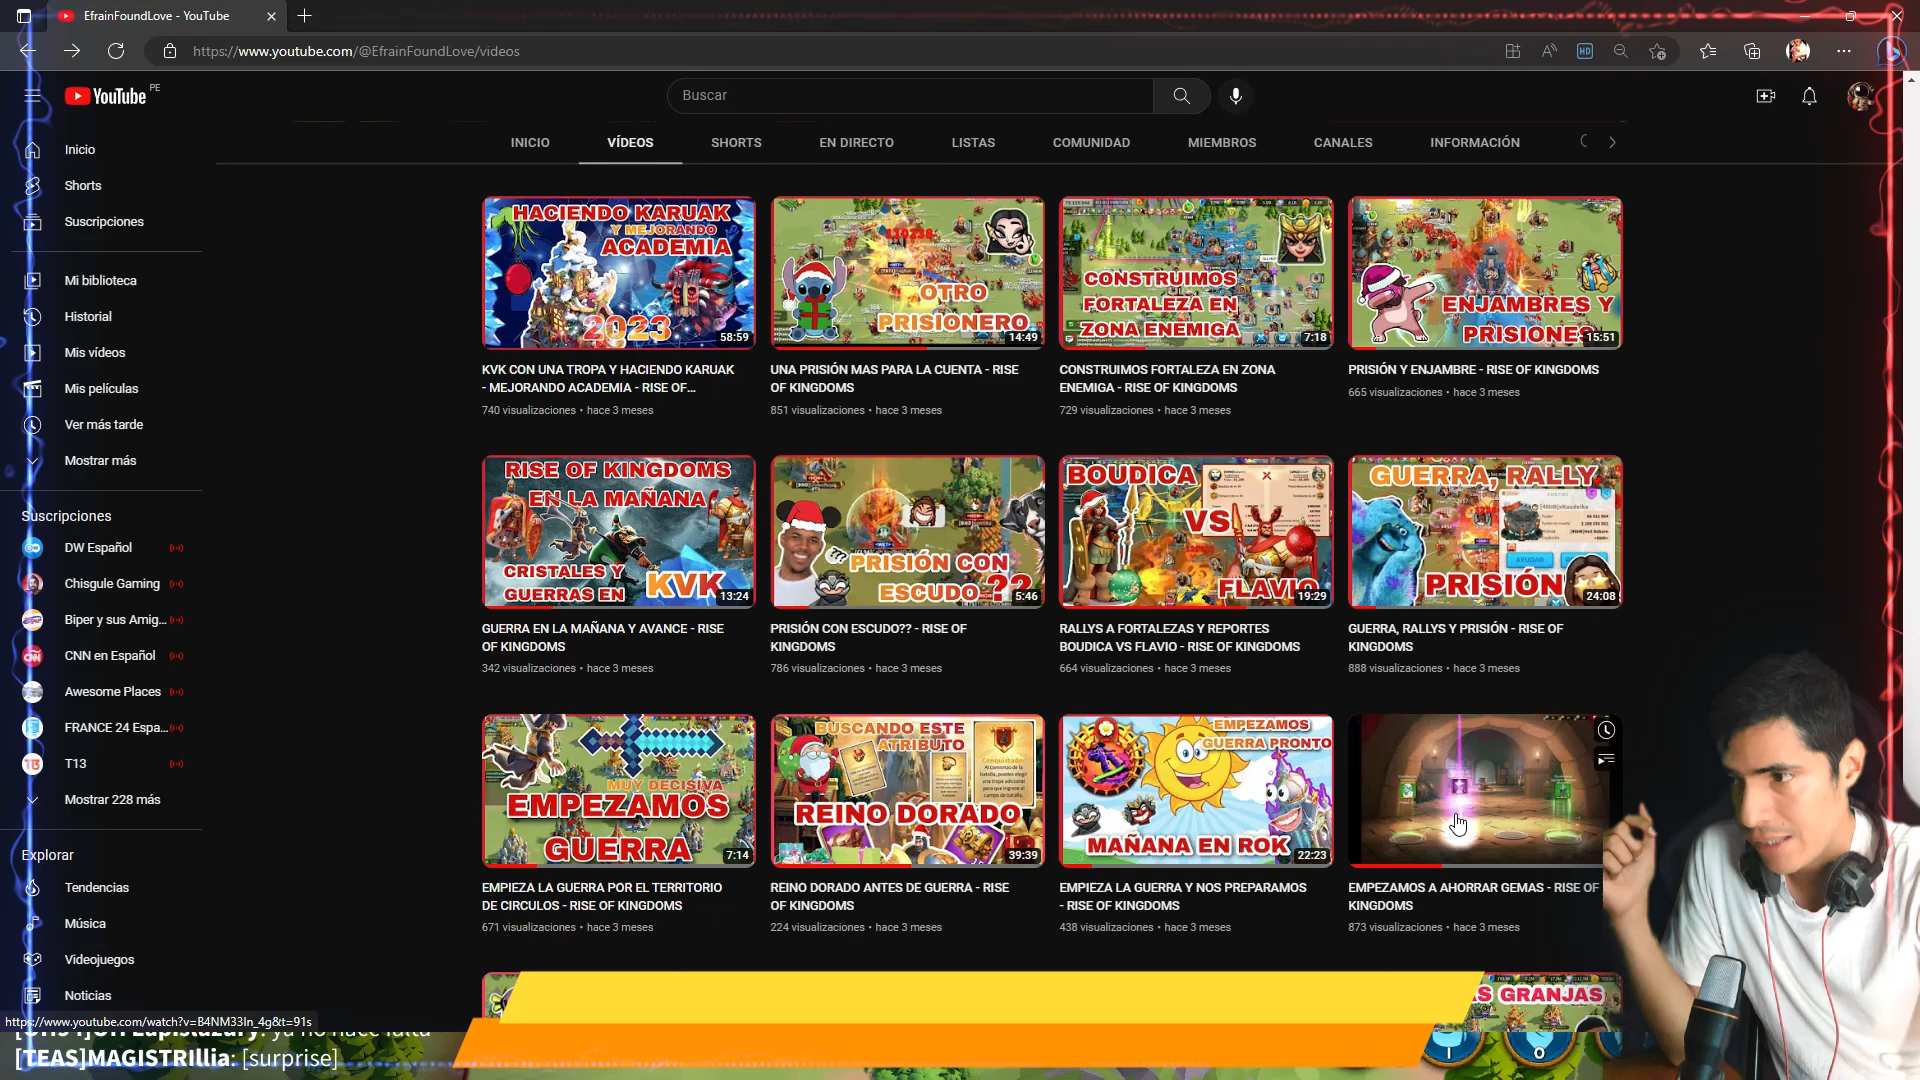 EfrainFoundLove - YouTube
https://www.youtube.com/@EfrainFoundLove/videos
HD
YouTube
PE
Buscar
INICIO
VÍDEOS
SHORTS
EN DIRECTO
LISTAS
COMUNIDAD
MIEMBROS
CANALES
INFORMACIÓN
Inicio
Shorts
Suscripciones
Mi biblioteca
Historial
Mis vídeos
Mis películas
Ver más tarde
Mostrar más
Suscripciones
DW Español
Chisgule Gaming
Biper y sus Amig...
CNN en Español
Awesome Places
FRANCE 24 Espa...
T13
Mostrar 228 más
Explorar
Tendencias
Música
Videojuegos
Noticias
HACIENDO KARUAK
Y MEJORANDO
ACADEMIA
2023
58:59
KVK CON UNA TROPA Y HACIENDO KARUAK
- MEJORANDO ACADEMIA - RISE OF...
740 visualizaciones • hace 3 meses
OTRO
PRISIONERO
14:49
UNA PRISIÓN MAS PARA LA CUENTA - RISE
OF KINGDOMS
851 visualizaciones • hace 3 meses
CONSTRUIMOS
FORTALEZA EN
ZONA ENEMIGA
7:18
CONSTRUIMOS FORTALEZA EN ZONA
ENEMIGA - RISE OF KINGDOMS
729 visualizaciones • hace 3 meses
ENJAMBRES Y
PRISIONES
15:51
PRISIÓN Y ENJAMBRE - RISE OF KINGDOMS
665 visualizaciones • hace 3 meses
RISE OF KINGDOMS
EN LA MAÑANA
CRISTALES Y
GUERRAS EN
KVK
13:24
GUERRA EN LA MAÑANA Y AVANCE - RISE
OF KINGDOMS
342 visualizaciones • hace 3 meses
PRISIÓN CON
ESCUDO ??
5:46
PRISIÓN CON ESCUDO?? - RISE OF
KINGDOMS
786 visualizaciones • hace 3 meses
BOUDICA
VS
FLAVIO
19:29
RALLYS A FORTALEZAS Y REPORTES
BOUDICA VS FLAVIO - RISE OF KINGDOMS
664 visualizaciones • hace 3 meses
GUERRA, RALLY,
AYUDAR
PRISIÓN
24:08
GUERRA, RALLYS Y PRISIÓN - RISE OF
KINGDOMS
888 visualizaciones • hace 3 meses
MUY DECISIVA
EMPEZAMOS
GUERRA
7:14
EMPIEZA LA GUERRA POR EL TERRITORIO
DE CIRCULOS - RISE OF KINGDOMS
671 visualizaciones • hace 3 meses
BUSCANDO ESTE
ATRIBUTO
REINO DORADO
39:39
REINO DORADO ANTES DE GUERRA - RISE
OF KINGDOMS
224 visualizaciones • hace 3 meses
EMPEZAMOS
GUERRA PRONTO
MAÑANA EN ROK
22:23
EMPIEZA LA GUERRA Y NOS PREPARAMOS
- RISE OF KINGDOMS
438 visualizaciones • hace 3 meses
EMPEZAMOS A AHORRAR GEMAS - RISE OF
KINGDOMS
873 visualizaciones • hace 3 meses
S GRANJAS
https://www.youtube.com/watch?v=B4NM33In_4g&t=91s
ya no hace falta
[TEAS]MAGISTRIllia: [surprise]